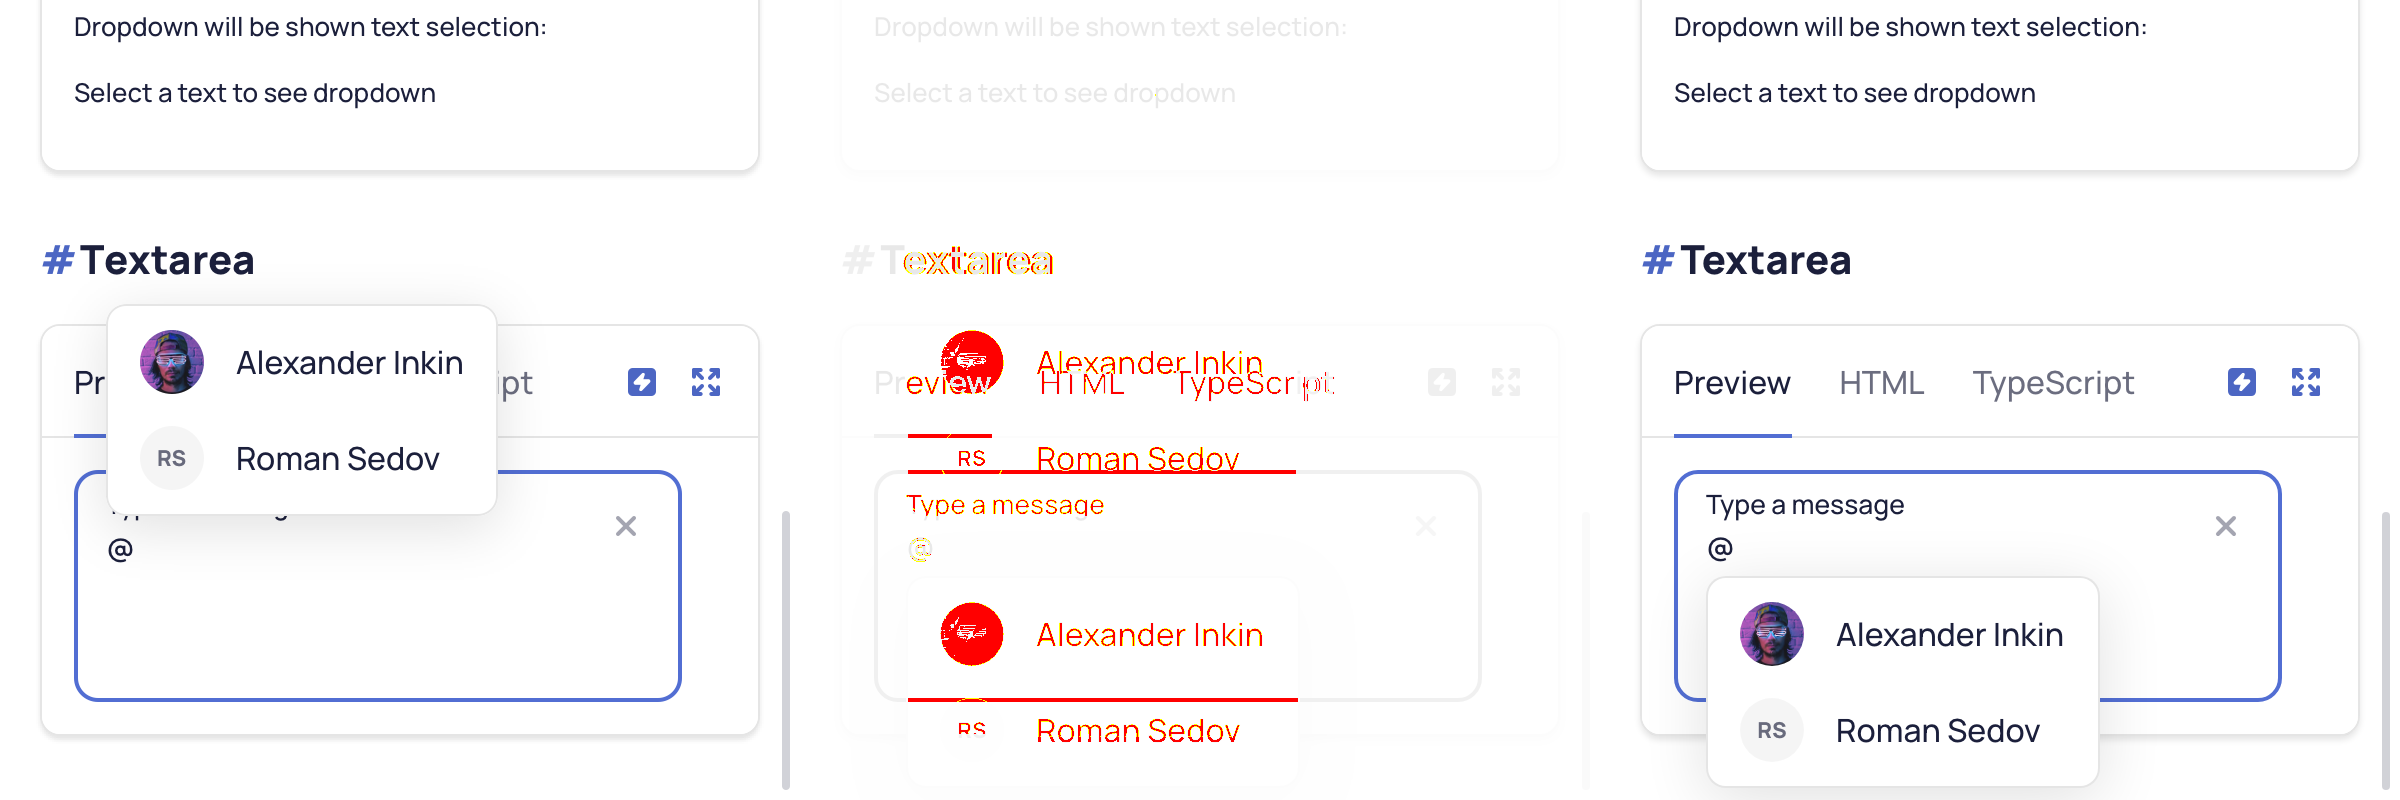 Dropdown will be shown text selection:
Select a text to see dropdown
#Textarea
Pr
ipt
Alexander Inkin
RS Roman Sedov
@
Dropdown will be shown text selection:
Select a text to see dropdown
#Textarea
Alexander Inkin
Preview HTML TypeScript
RS Roman Sedov
Type a message
@
Alexander Inkin
RS Roman Sedov
Dropdown will be shown text selection:
Select a text to see dropdown
#Textarea
Preview HTML TypeScript
Type a message
@
Alexander Inkin
RS Roman Sedov